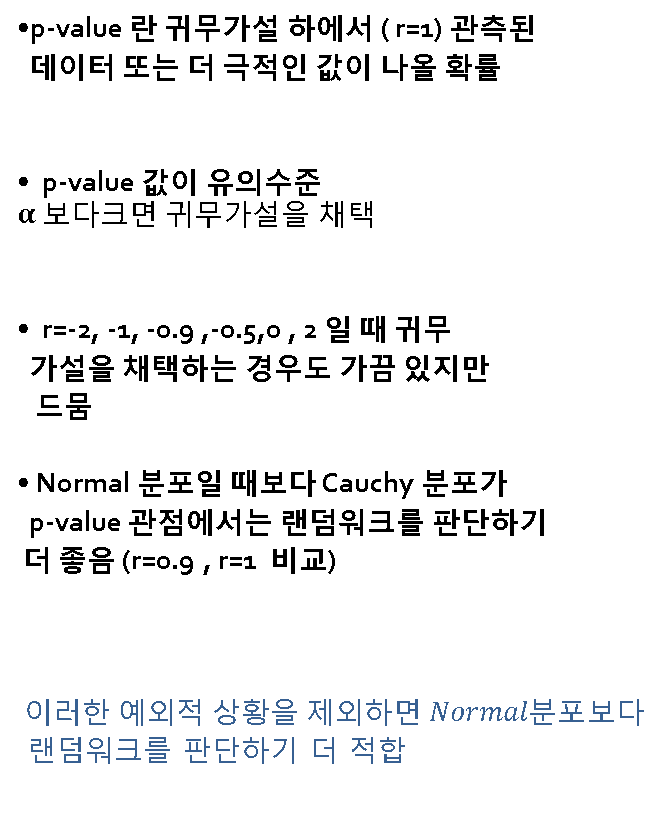 •p-value 란 귀무가설 하에서 ( r=1) 관측된
데이터 또는 더 극적인 값이 나올 확률
• p-value 값이 유의수준
α 보다크면 귀무가설을 채택
• r=-2, -1, -0.9 ,-0.5,0 , 2 일 때 귀무
가설을 채택하는 경우도 가끔 있지만
드뭄
• Normal 분포일 때보다 Cauchy 분포가
p-value 관점에서는 랜덤워크를 판단하기
더 좋음 (r=0.9 , r=1 비교)
이러한 예외적 상황을 제외하면 Normal분포보다
랜덤워크를 판단하기 더 적합